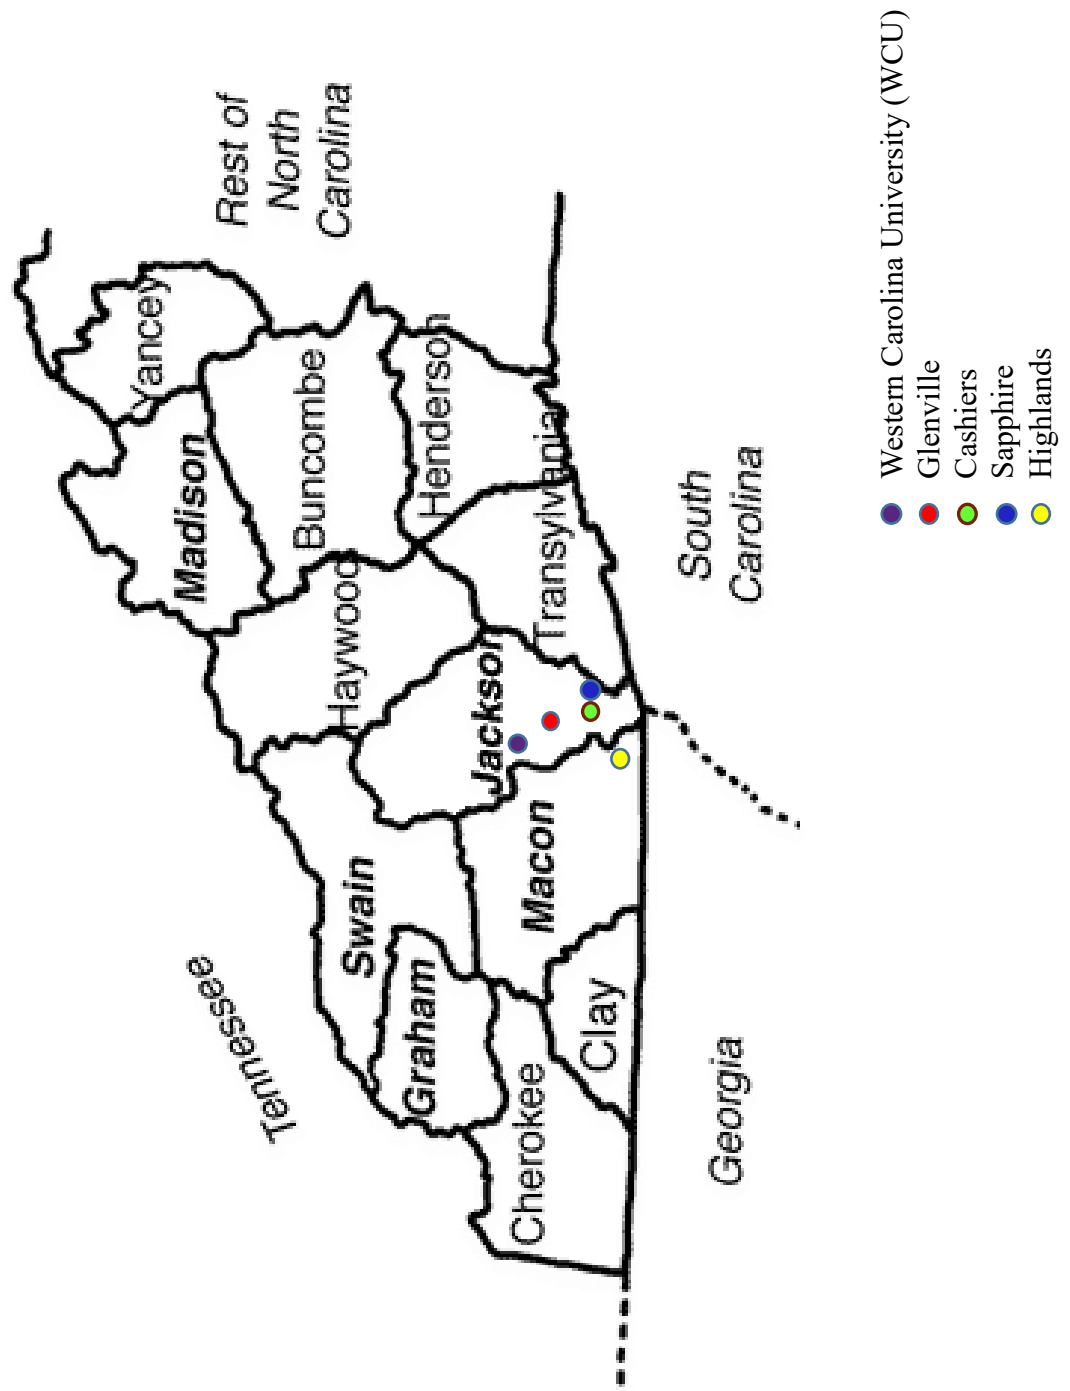 Tennessee
Rest of
North
Carolina
Yancey
Madison
Buncombe
Haywood
Henderson
Swain
Graham
Jackson
Transylvania
Macon
Cherokee
Clay
South
Carolina
Georgia
Western Carolina University (WCU)
Glenville
Cashiers
Sapphire
Highlands